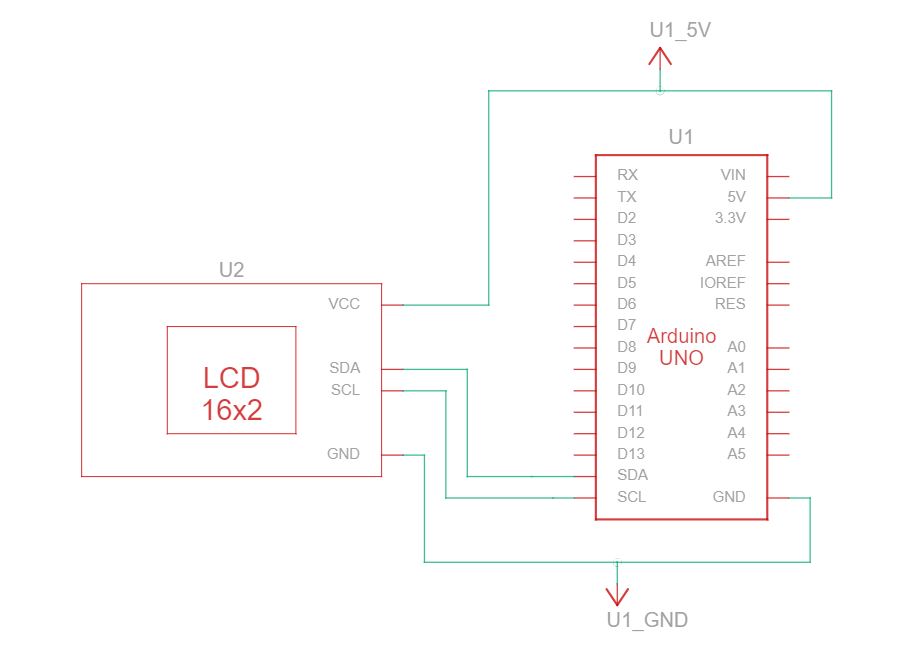 U1_5V
U1
RX VIN
TX 5V
D2 3.3V
D3
D4 AREF
U2
D5 IOREF
VCC
D6 RES
D7
Arduino
UNO
D8 A0
SDA
D9 A1
LCD
16x2
SCL
D10 A2
D11 A3
D12 A4
GND
D13 A5
SDA
SCL GND
U1_GND